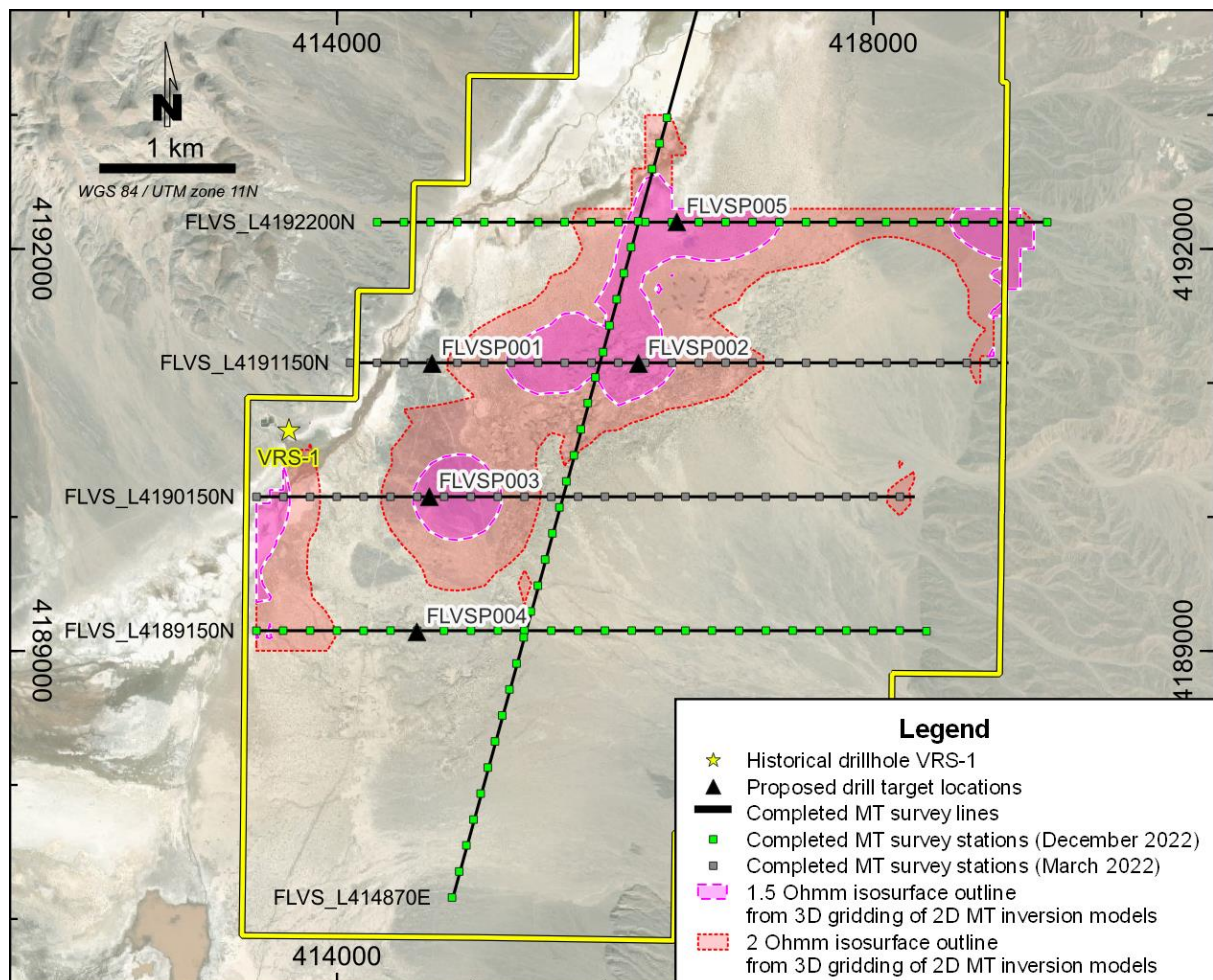 414000
418000
N
1 km
WGS 84 / UTM zone 11N
FLVS_L4192200N
FLVSP005
4192000
4192000
FLVS_L4191150N
FLVSP001
FLVSP002
VRS-1
FLVS_L4190150N
FLVSP003
FLVS_L4189150N
FLVSP004
4189000
4189000
FLVS_L414870E
414000
Legend
Historical drillhole VRS-1
Proposed drill target locations
Completed MT survey lines
Completed MT survey stations (December 2022)
Completed MT survey stations (March 2022)
1.5 Ohmm isosurface outline
from 3D gridding of 2D MT inversion models
2 Ohmm isosurface outline
from 3D gridding of 2D MT inversion models